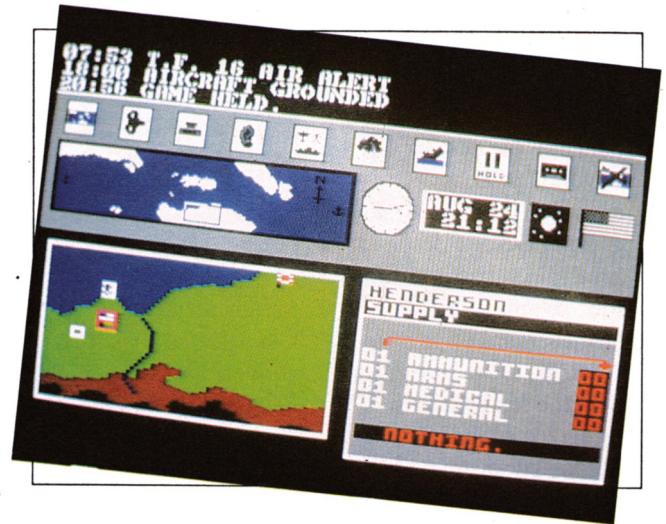 07:53 T.F. 16 AIR ALERT
18:00 AIRCRAFT GROUNDED
20:56 GAME HELD.
HOLD
N
AUG 24
21:12
HENDERSON
SUPPLY
01 AMMUNITION 00
01 ARMS 00
01 MEDICAL 00
01 GENERAL 00
NOTHING.